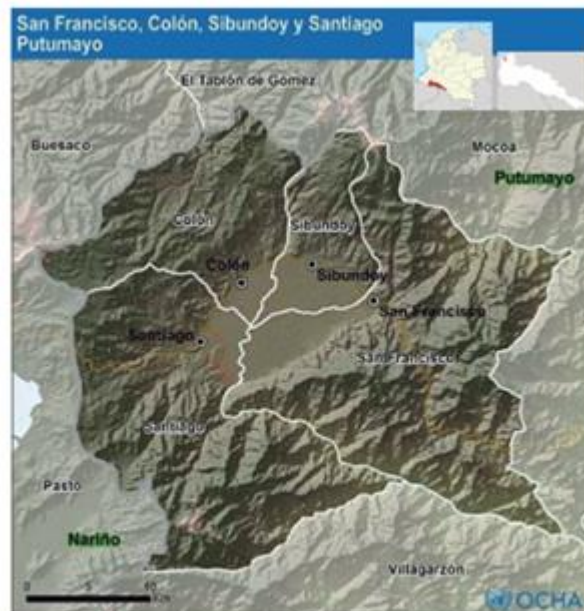 San Francisco, Colón, Sibundoy y Santiago
Putumayo
El Tablón de Gómez
Buesaco
Mocoa
Putumayo
Colón
Sibundoy
Colón
Sibundoy
San Francisco
Santiago
San Francisco
Santiago
Pasto
Nariño
Villagarzón
0 5 10
Km
OCHA